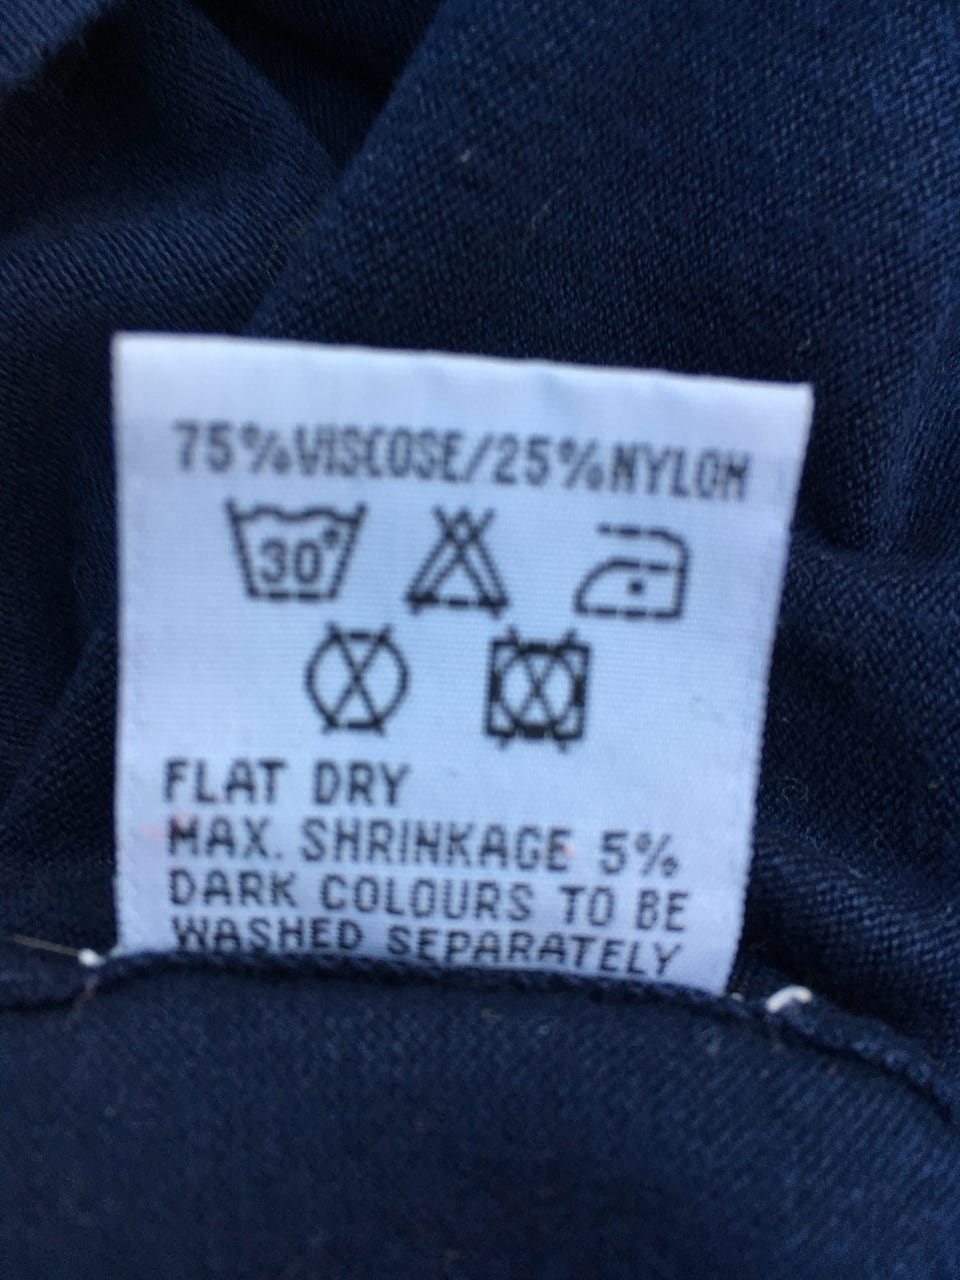 75%VISCOSE/25%NYLON
30°
FLAT DRY
MAX. SHRINKAGE 5%
DARK COLOURS TO BE
WASHED SEPARATELY